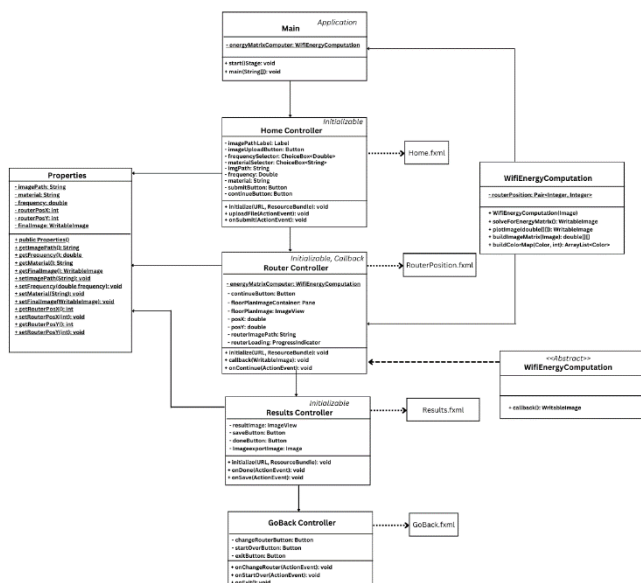 Application
Main
- energyMatrixComputer: WifiEnergyComputation
+ start(Stage): void
+ main(String[]): void
Initializable
Home Controller
- imagePathLabel: Label
- imageUploadButton: Button
- frequencySelector: ChoiceBox<Double>
- materialSelector: ChoiceBox<String>
- imgPath: String
- frequency: Double
- material: String
- submitButton: Button
- continueButton: Button
+ initialize(URL, ResourceBundle): void
+ uploadFile(ActionEvent): void
+ onSubmit(ActionEvent): void
Home.fxml
Properties
- imagePath: String
- material: String
- frequency: double
- routerPosX: int
- routerPosY: int
- finalImage: WritableImage
+ public Properties()
+ getImagePath(): String
+ getFrequency(): double
+ getMaterial(): String
+ getFinalImage(): WritableImage
+ setImagePath(String): void
+ setFrequency(double frequency): void
+ setMaterial(String): void
+ setFinalImage(WritableImage): void
+ getRouterPosX(): int
+ setRouterPosX(int): void
+ getRouterPosY(): int
+ setRouterPosY(int): void
WifiEnergyComputation
- routerPosition: Pair<Integer, Integer>
+ WifiEnergyComputation(Image)
+ solveForEnergyMatrix(): WritableImage
+ plotImage(double[][]): WritableImage
+ buildImageMatrix(Image): double[][]
+ buildColorMap(Color, int): ArrayList<Color>
Initializable, Callback
Router Controller
- energyMatrixComputer: WifiEnergyComputation
- continueButton: Button
- floorPlanImageContainer: Pane
- floorPlanImage: ImageView
- posX: double
- posY: double
- routerImagePath: String
- routerLoading: ProgressIndicator
+ initialize(URL, ResourceBundle): void
+ callback(WritableImage): void
+ onContinue(ActionEvent): void
RouterPosition.fxml
<<Abstract>>
WifiEnergyComputation
+ callback(): WritableImage
Initializable
Results Controller
- resultImage: ImageView
- saveButton: Button
- doneButton: Button
- ImageexportImage: Image
+ initialize(URL, ResourceBundle): void
+ onDone(ActionEvent): void
+ onSave(ActionEvent): void
Results.fxml
GoBack Controller
- changeRouterButton: Button
- startOverButton: Button
- exitButton: Button
+ onChangeRouter(ActionEvent): void
+ onStartOver(ActionEvent): void
GoBack.fxml